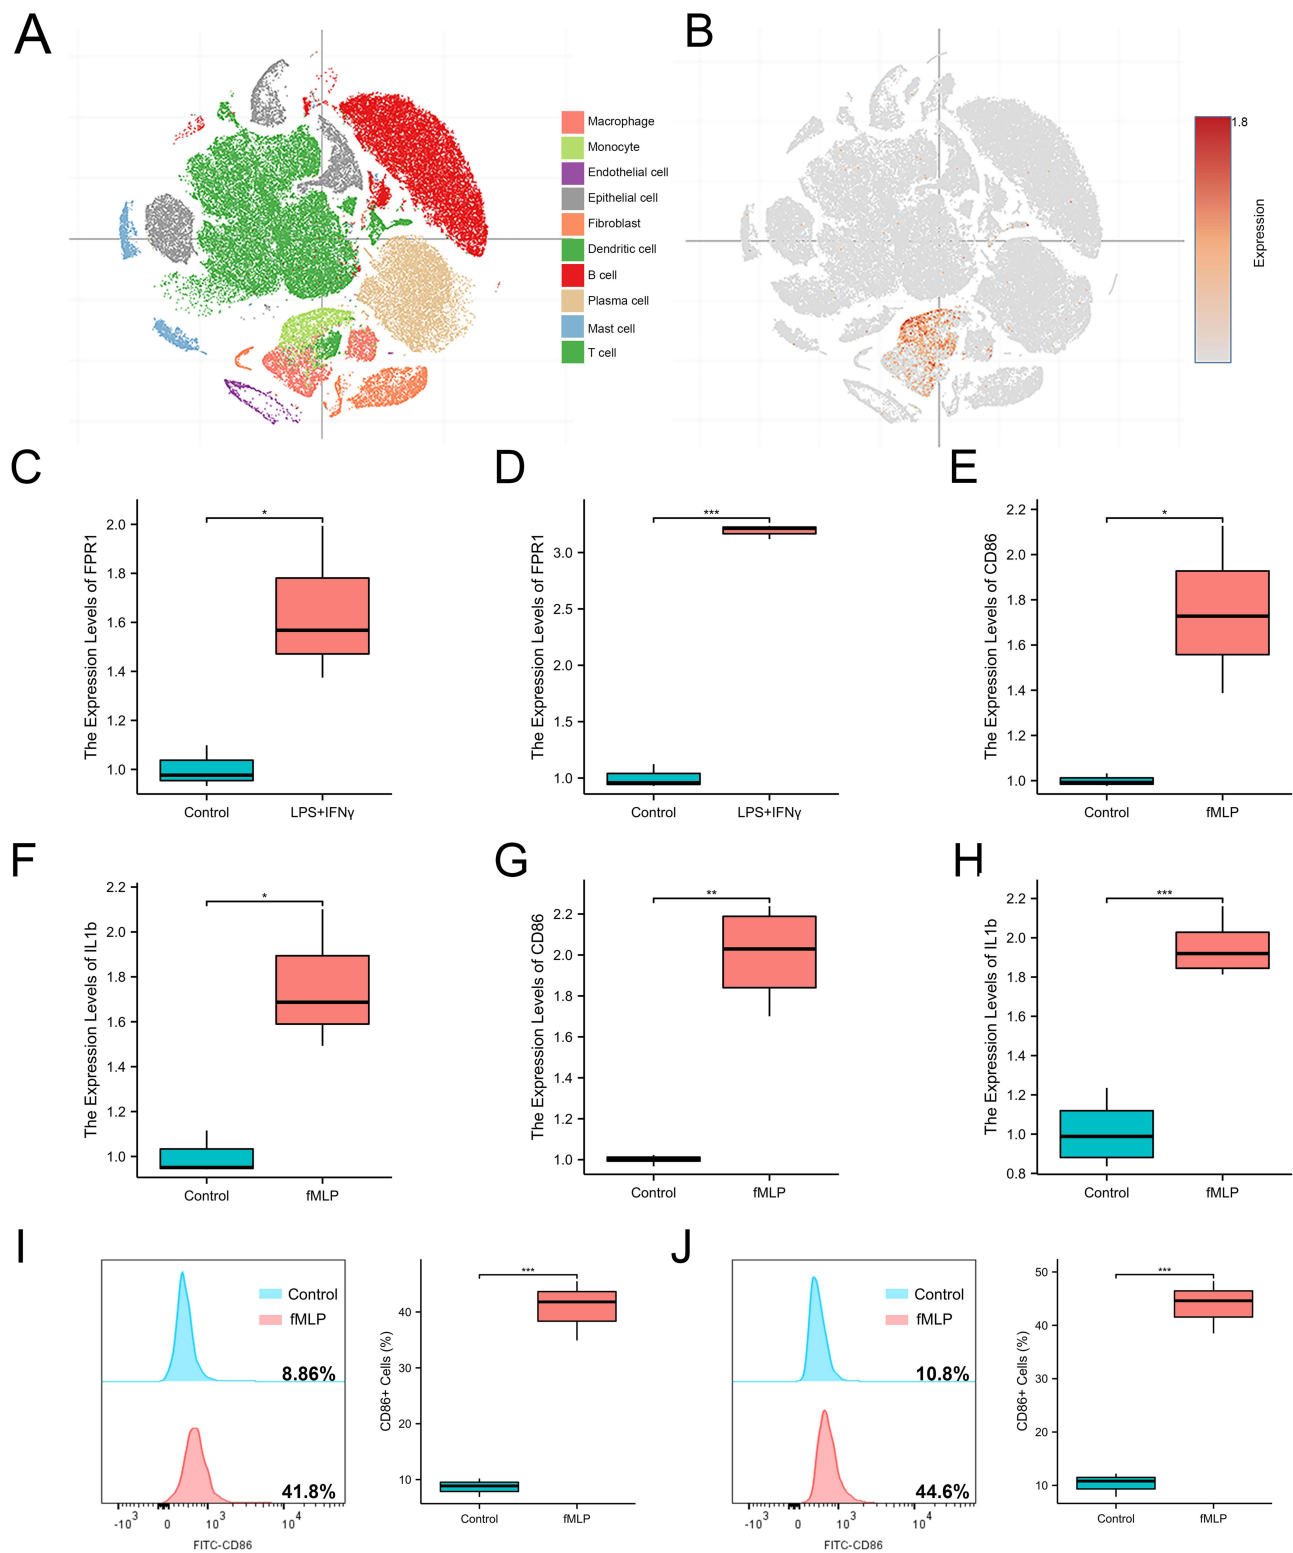 A
B
Macrophage
Monocyte
Endothelial cell
Epithelial cell
Fibroblast
Dendritic cell
B cell
Plasma cell
Mast cell
T cell
1.8
Expression
C
D
E
The Expression Levels of FPR1
2.0
1.8
1.6
1.4
1.2
1.0
*
Control
LPS+IFNγ
The Expression Levels of FPR1
3.0
2.5
2.0
1.5
1.0
***
Control
LPS+IFNγ
The Expression Levels of CD86
2.2
2.0
1.8
1.6
1.4
1.2
1.0
*
Control
fMLP
F
G
H
The Expression Levels of IL1b
2.2
2.0
1.8
1.6
1.4
1.2
1.0
*
Control
fMLP
The Expression Levels of CD86
2.2
2.0
1.8
1.6
1.4
1.2
1.0
**
Control
fMLP
The Expression Levels of IL1b
2.2
2.0
1.8
1.6
1.4
1.2
1.0
0.8
***
Control
fMLP
I
J
Control
fMLP
8.86%
41.8%
-10³
0
10³
10⁴
FITC-CD86
CD86+ Cells (%)
40
30
20
10
***
Control
fMLP
Control
fMLP
10.8%
44.6%
-10³
0
10³
10⁴
FITC-CD86
CD86+ Cells (%)
50
40
30
20
10
***
Control
fMLP